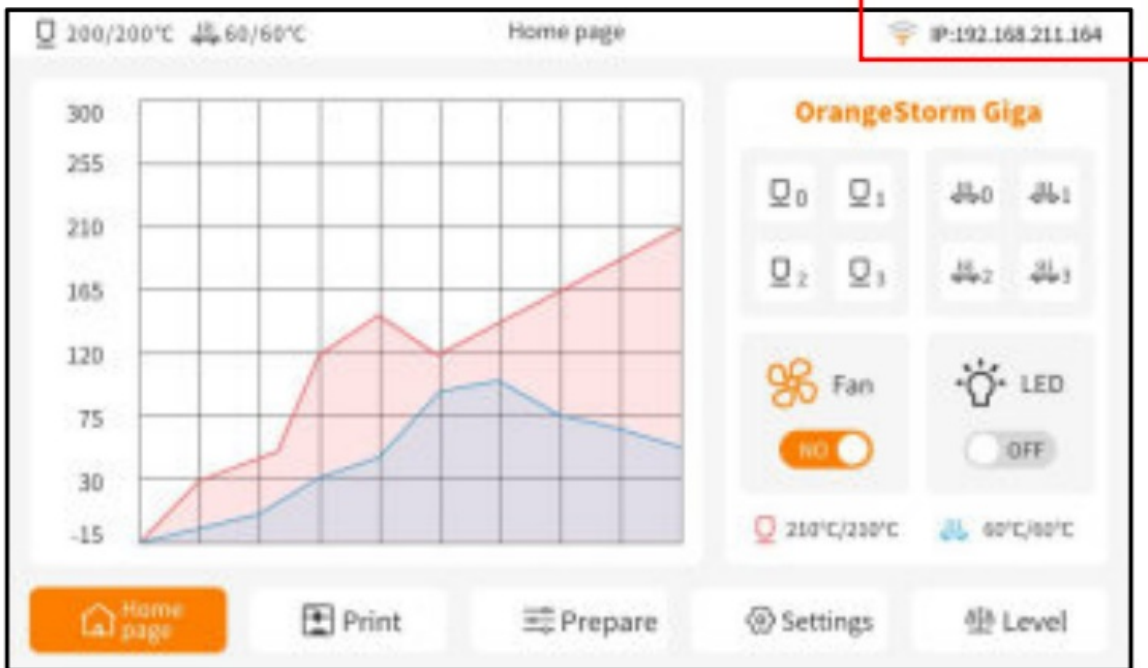 200/200°C 60/60°C Home page IP:192.168.211.164
OrangeStorm Giga
300
255
210
165
120
75
30
-15
0 1 0 1
2 3 2 3
Fan LED
NO OFF
210°C/230°C 60°C/60°C
Home page
Print
Prepare
Settings
Level